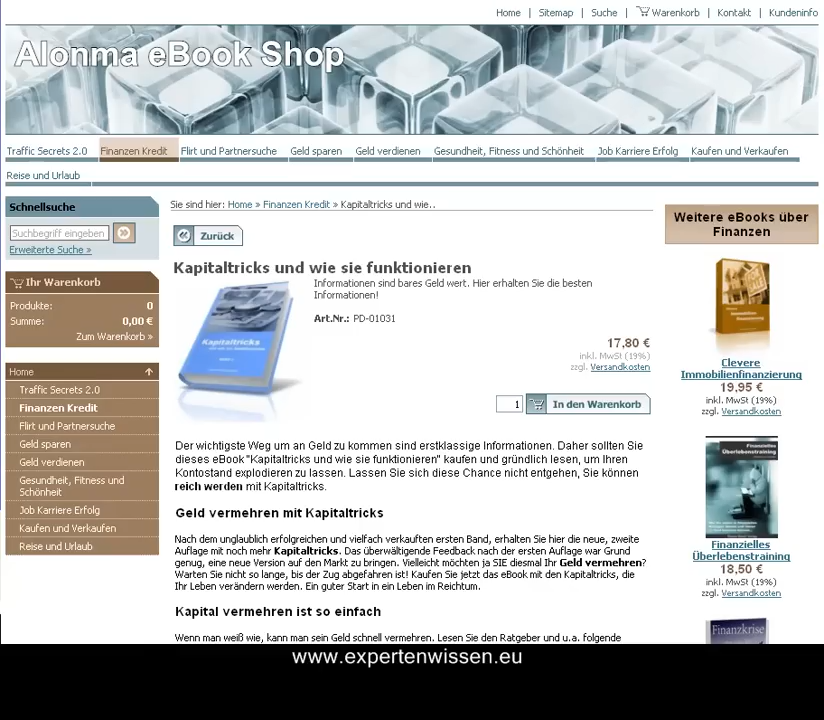 Home | Sitemap | Suche | Warenkorb | Kontakt | Kundeninfo
Alonma eBook Shop
Traffic Secrets 2.0 Finanzen Kredit Flirt und Partnersuche Geld sparen Geld verdienen Gesundheit, Fitness und Schönheit Job Karriere Erfolg Kaufen und Verkaufen
Reise und Urlaub
Schnellsuche
Suchbegriff eingeben
Erweiterte Suche »
Ihr Warenkorb
Produkte: 0
Summe: 0,00 €
Zum Warenkorb »
Home
Traffic Secrets 2.0
Finanzen Kredit
Flirt und Partnersuche
Geld sparen
Geld verdienen
Gesundheit, Fitness und
Schönheit
Job Karriere Erfolg
Kaufen und Verkaufen
Reise und Urlaub
Sie sind hier: Home » Finanzen Kredit » Kapitaltricks und wie..
Zurück
Kapitaltricks und wie sie funktionieren
Kapitaltricks
Informationen sind bares Geld wert. Hier erhalten Sie die besten
Informationen!
Art.Nr.: PD-01031
17,80 €
inkl. MwSt (19%)
zzgl. Versandkosten
1 In den Warenkorb
Der wichtigste Weg um an Geld zu kommen sind erstklassige Informationen. Daher sollten Sie
dieses eBook "Kapitaltricks und wie sie funktionieren" kaufen und gründlich lesen, um Ihren
Kontostand explodieren zu lassen. Lassen Sie sich diese Chance nicht entgehen, Sie können
reich werden mit Kapitaltricks.
Geld vermehren mit Kapitaltricks
Nach dem unglaublich erfolgreichen und vielfach verkauften ersten Band, erhalten Sie hier die neue, zweite
Auflage mit noch mehr Kapitaltricks. Das überwältigende Feedback nach der ersten Auflage war Grund
genug, eine neue Version auf den Markt zu bringen. Vielleicht möchten ja SIE diesmal Ihr Geld vermehren?
Warten Sie nicht so lange, bis der Zug abgefahren ist! Kaufen Sie jetzt das eBook mit den Kapitaltricks, die
Ihr Leben verändern werden. Ein guter Start in ein Leben im Reichtum.
Kapital vermehren ist so einfach
Wenn man weiß wie, kann man sein Geld schnell vermehren. Lesen Sie den Ratgeber und u.a. folgende
Weitere eBooks über
Finanzen
Clevere
Immobilienfinanzierung
19,95 €
inkl. MwSt (19%)
zzgl. Versandkosten
Finanzielles
Überlebenstraining
Finanzielles
Überlebenstraining
18,50 €
inkl. MwSt (19%)
zzgl. Versandkosten
Finanzkrise
www.expertenwissen.eu